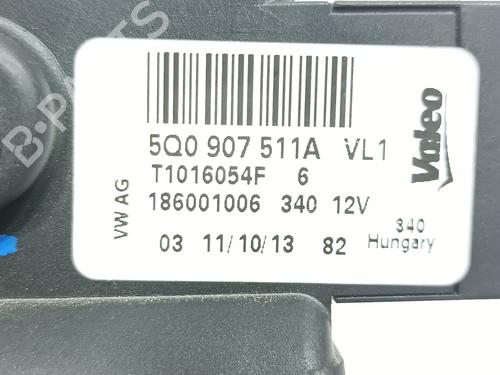 5Q0 907 511A VL1
T1016054F 6
186001006 340 12V
03 11/10/13 82
VW AG
Valeo
340
Hungary
B-PARTS